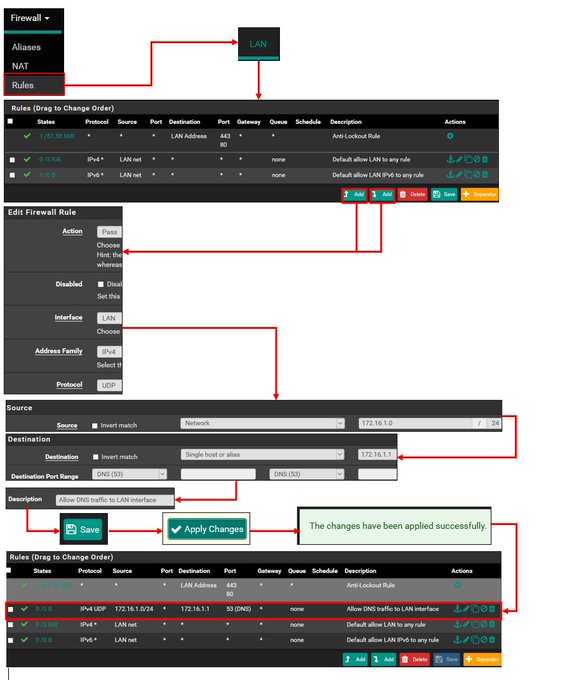 Firewall
LAN
Aliases
NAT
Rules
Rules (Drag to Change Order)
States Protocol Source Port Destination Port Gateway Queue Schedule Description Actions
1 /57.56 MiB * * * LAN Address 443 * * Anti-Lockout Rule
80
0 /3 KiB IPv4 * LAN net * * * * none Default allow LAN to any rule
0 /0 B IPv6 * LAN net * * * * none Default allow LAN IPv6 to any rule
Add Add Delete Save Separator
Edit Firewall Rule
Action Pass
Choose
Hint: the
whereas
Disabled Disal
Set this
Interface LAN
Choose
Address Family IPv4
Select th
Protocol UDP
Source
Source Invert match Network 172.16.1.0 / 24
Destination
Destination Invert match Single host or alias 172.16.1.1
Destination Port Range DNS (53) DNS (53)
Description Allow DNS traffic to LAN interface
Save Apply Changes The changes have been applied successfully.
Rules (Drag to Change Order)
States Protocol Source Port Destination Port Gateway Queue Schedule Description Actions
* * * LAN Address 443 * * Anti-Lockout Rule
80
0 /0 B IPv4 UDP 172.16.1.0/24 * 172.16.1.1 53 (DNS) * none Allow DNS traffic to LAN interface
0 /3 KiB IPv4 * LAN net * * * * none Default allow LAN to any rule
0 /0 B IPv6 * LAN net * * * * none Default allow LAN IPv6 to any rule
Add Add Delete Save Separator